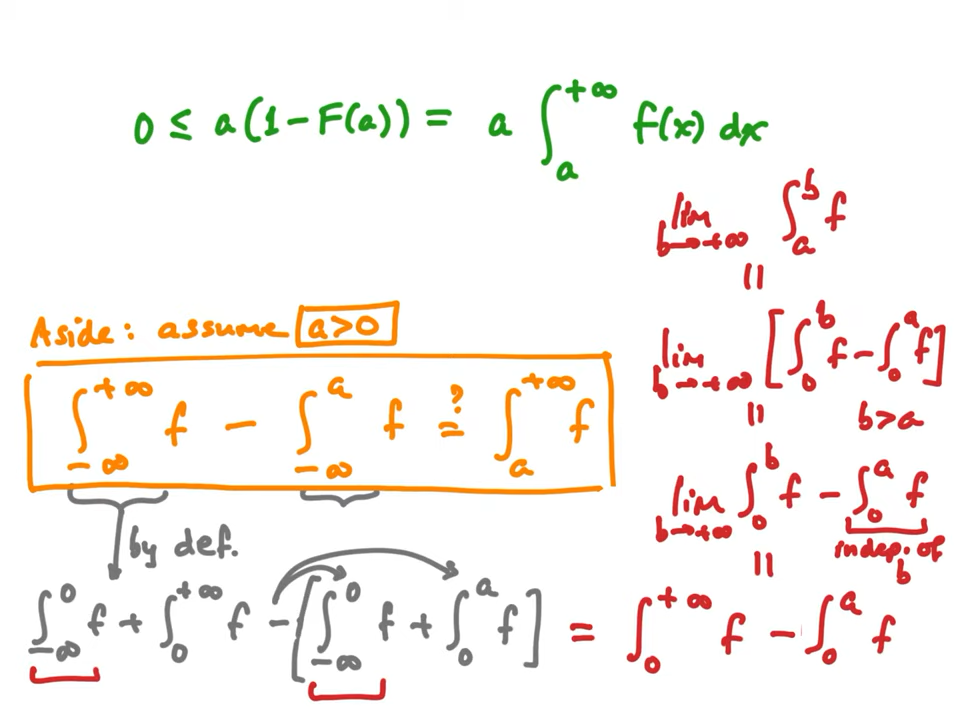 0 ≤ a(1 − F(a)) = a ∫_a^{+∞} f(x) dx
lim_{b→+∞} ∫_a^b f
||
lim_{b→+∞} [∫_0^b f − ∫_0^a f]
|| b>a
lim_{b→+∞} ∫_0^b f − ∫_0^a f
indep. of b
||
∫_0^{+∞} f − ∫_0^a f
Aside: assume a>0
∫_{−∞}^{+∞} f − ∫_{−∞}^a f ≟ ∫_a^{+∞} f
by def.
∫_{−∞}^0 f + ∫_0^{+∞} f − [∫_{−∞}^0 f + ∫_0^a f] =